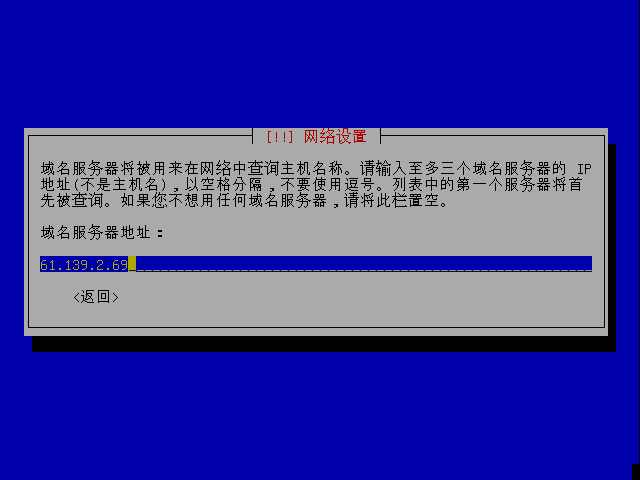 [!!] 网络设置
域名服务器将被用来在网络中查询主机名称。请输入至多三个域名服务器的 IP
地址(不是主机名),以空格分隔,不要使用逗号。列表中的第一个服务器将首
先被查询。如果您不想用任何域名服务器,请将此栏置空。
域名服务器地址:
61.139.2.69
<返回>